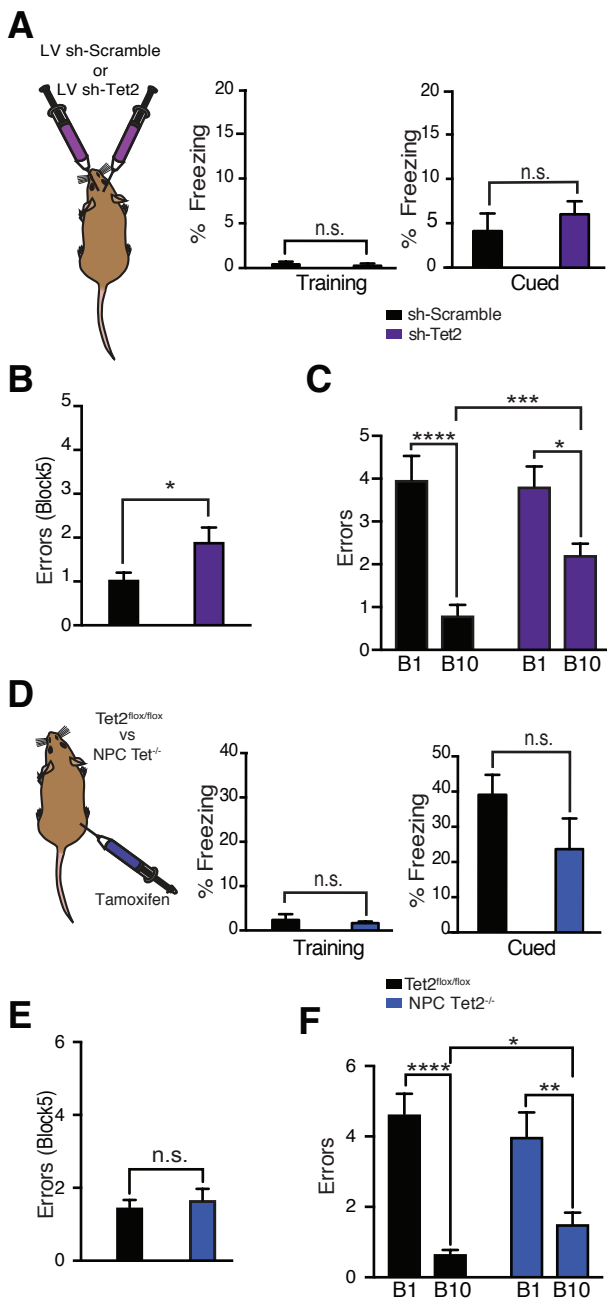 A
LV sh-Scramble
or
LV sh-Tet2
% Freezing
20
15
10
5
0
n.s.
Training
% Freezing
20
15
10
5
0
n.s.
Cued
sh-Scramble
sh-Tet2
B
Errors (Block5)
5
4
3
2
1
0
*
C
Errors
5
4
3
2
1
0
****
***
*
B1 B10 B1 B10
D
Tet2flox/flox
vs
NPC Tet-/-
Tamoxifen
% Freezing
40
30
20
10
0
n.s.
Training
% Freezing
50
40
30
20
10
0
n.s.
Cued
Tet2flox/flox
NPC Tet2-/-
E
Errors (Block5)
6
4
2
0
n.s.
F
Errors
6
4
2
0
****
*
**
B1 B10 B1 B10